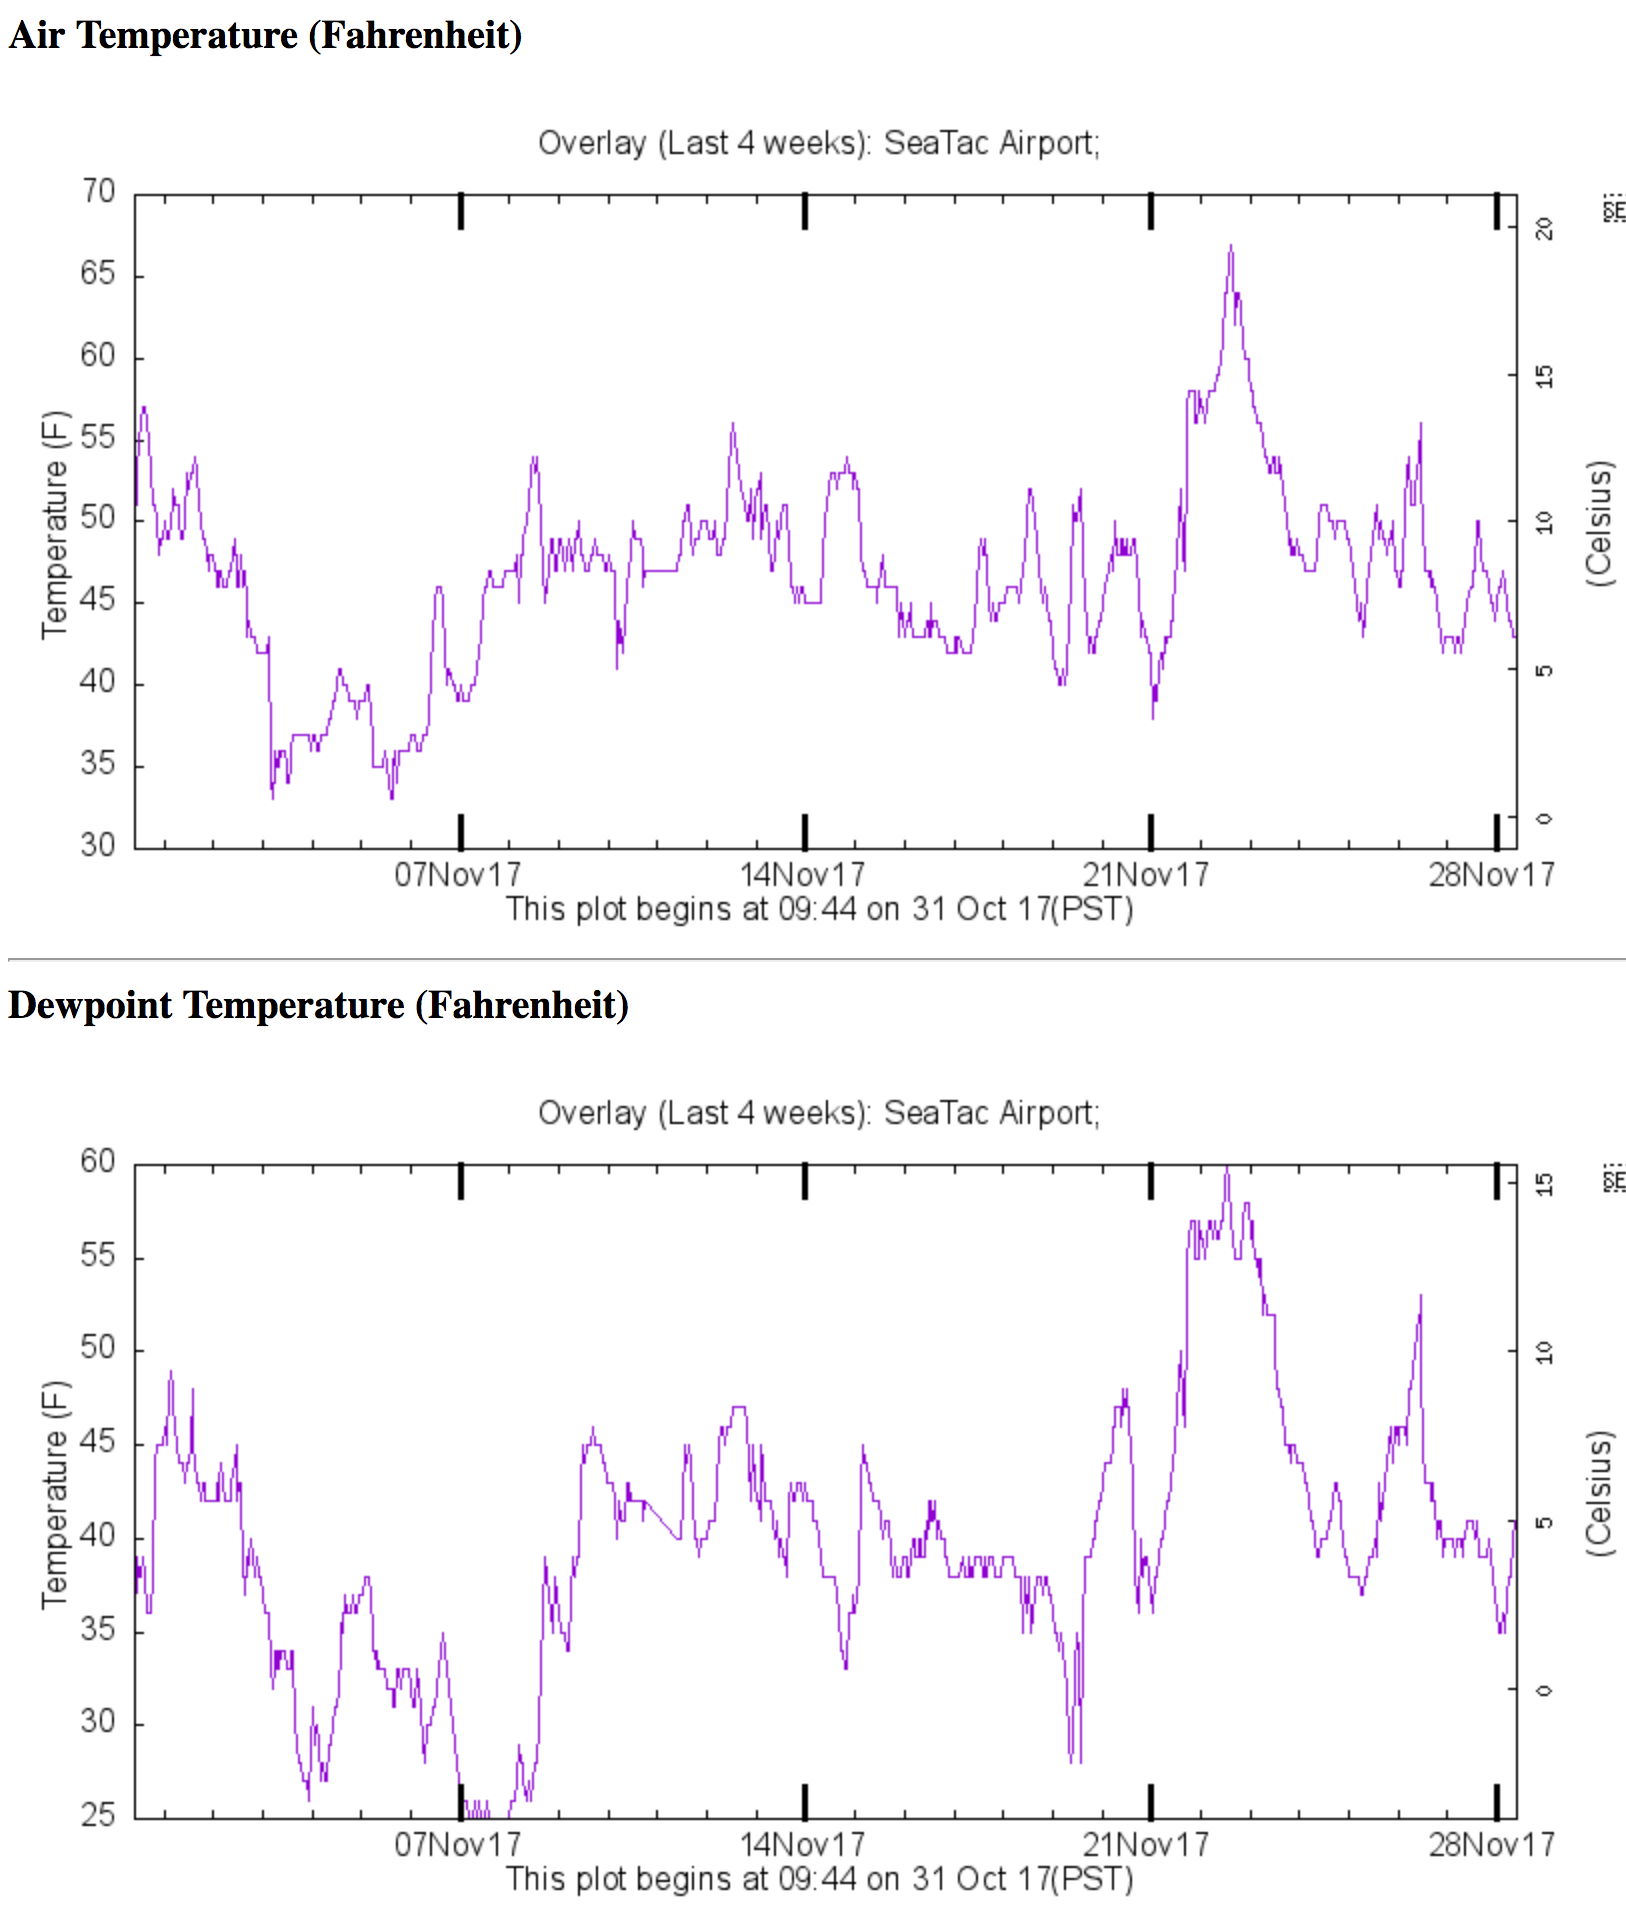 Air Temperature (Fahrenheit)
Overlay (Last 4 weeks): SeaTac Airport;
70
65
60
55
50
45
40
35
30
Temperature (F)
20
15
10
5
0
(Celsius)
07Nov17 14Nov17 21Nov17 28Nov17
This plot begins at 09:44 on 31 Oct 17(PST)
Dewpoint Temperature (Fahrenheit)
Overlay (Last 4 weeks): SeaTac Airport;
60
55
50
45
40
35
30
25
Temperature (F)
15
10
5
0
(Celsius)
07Nov17 14Nov17 21Nov17 28Nov17
This plot begins at 09:44 on 31 Oct 17(PST)